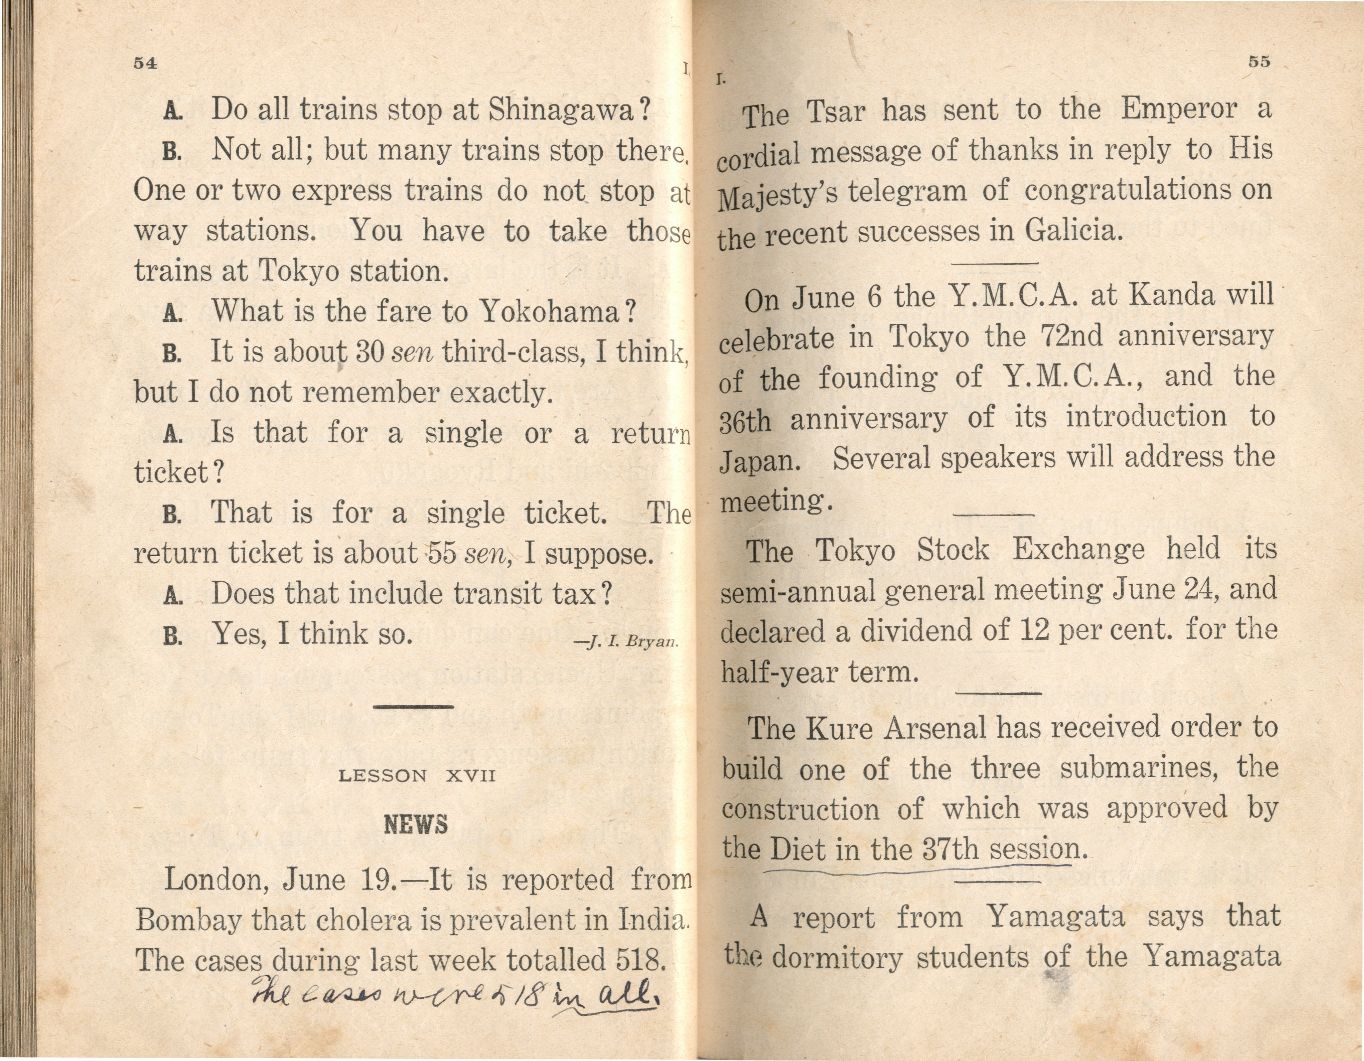 54 I.
A. Do all trains stop at Shinagawa?
B. Not all; but many trains stop there.
One or two express trains do not stop at
way stations. You have to take those
trains at Tokyo station.
A. What is the fare to Yokohama?
B. It is about 30 sen third-class, I think,
but I do not remember exactly.
A. Is that for a single or a return
ticket?
B. That is for a single ticket. The
return ticket is about 55 sen, I suppose.
A. Does that include transit tax?
B. Yes, I think so. —J. I. Bryan.
LESSON XVII
NEWS
London, June 19.—It is reported from
Bombay that cholera is prevalent in India.
The cases during last week totalled 518.
The cases were 518 in all.
I. 55
The Tsar has sent to the Emperor a
cordial message of thanks in reply to His
Majesty's telegram of congratulations on
the recent successes in Galicia.
On June 6 the Y.M.C.A. at Kanda will
celebrate in Tokyo the 72nd anniversary
of the founding of Y.M.C.A., and the
36th anniversary of its introduction to
Japan. Several speakers will address the
meeting.
The Tokyo Stock Exchange held its
semi-annual general meeting June 24, and
declared a dividend of 12 per cent. for the
half-year term.
The Kure Arsenal has received order to
build one of the three submarines, the
construction of which was approved by
the Diet in the 37th session.
A report from Yamagata says that
the dormitory students of the Yamagata